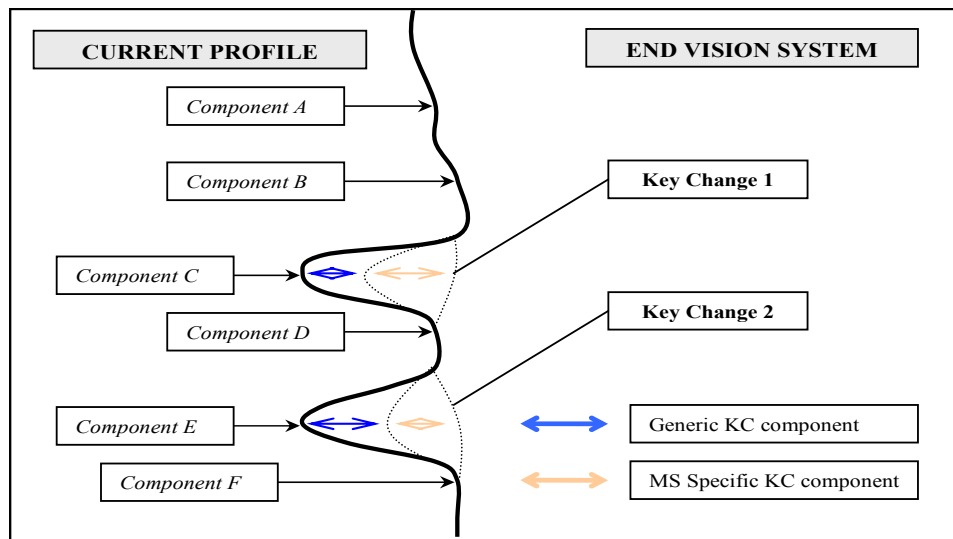 CURRENT PROFILE
END VISION SYSTEM
Component A
Component B
Key Change 1
Component C
Key Change 2
Component D
Component E
Generic KC component
Component F
MS Specific KC component